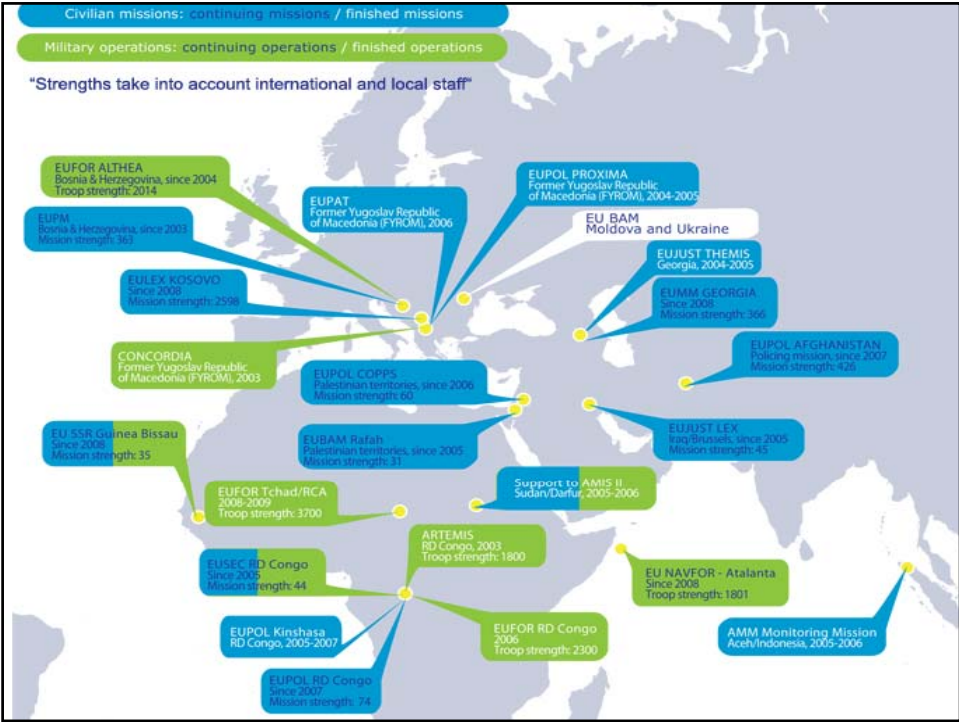 Civilian missions: continuing missions / finished missions
Military operations: continuing operations / finished operations
"Strengths take into account international and local staff"
EUFOR ALTHEA
Bosnia & Herzegovina, since 2004
Troop strength: 2014
EUPM
Bosnia & Herzegovina, since 2003
Mission strength: 363
EULEX KOSOVO
Since 2008
Mission strength: 2598
CONCORDIA
Former Yugoslav Republic
of Macedonia (FYROM), 2003
EUPAT
Former Yugoslav Republic
of Macedonia (FYROM), 2006
EUPOL PROXIMA
Former Yugoslav Republic
of Macedonia (FYROM), 2004-2005
EU BAM
Moldova and Ukraine
EUJUST THEMIS
Georgia, 2004-2005
EUMM GEORGIA
Since 2008
Mission strength: 366
EUPOL AFGHANISTAN
Policing mission, since 2007
Mission strength: 426
EUPOL COPPS
Palestinian territories, since 2006
Mission strength: 60
EUBAM Rafah
Palestinian territories, since 2005
Mission strength: 31
EUJUST LEX
Iraq/Brussels, since 2005
Mission strength: 45
EU SSR Guinea Bissau
Since 2008
Mission strength: 35
EUFOR Tchad/RCA
2008-2009
Troop strength: 3700
Support to AMIS II
Sudan/Darfur, 2005-2006
ARTEMIS
RD Congo, 2003
Troop strength: 1800
EUSEC RD Congo
Since 2005
Mission strength: 44
EU NAVFOR - Atalanta
Since 2008
Troop strength: 1801
EUPOL Kinshasa
RD Congo, 2005-2007
EUFOR RD Congo
2006
Troop strength: 2300
AMM Monitoring Mission
Aceh/Indonesia, 2005-2006
EUPOL RD Congo
Since 2007
Mission strength: 74